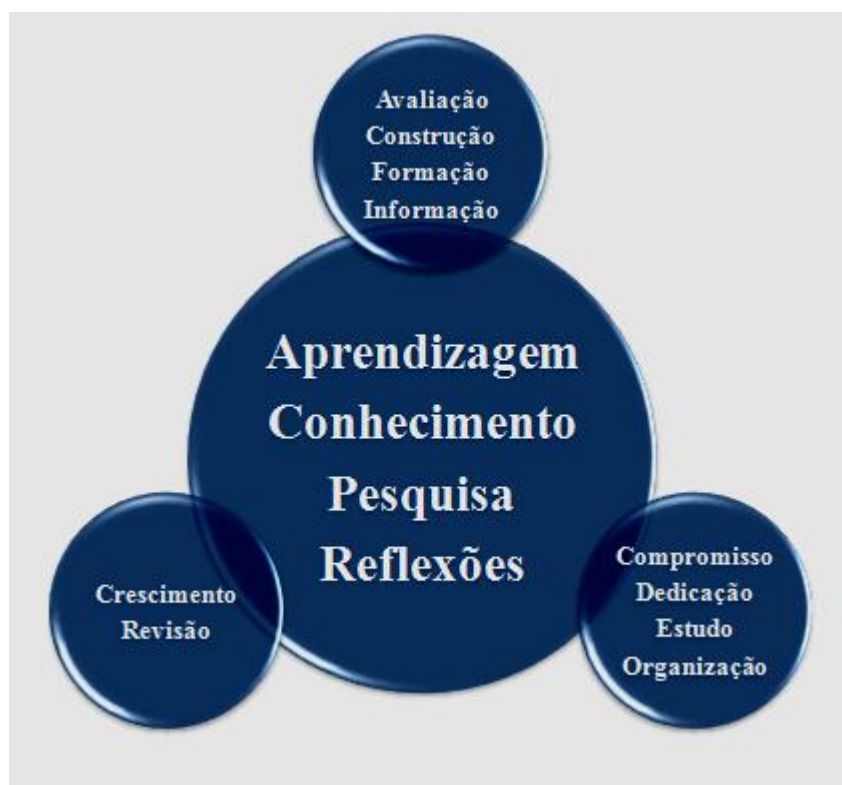 Avaliação
Construção
Formação
Informação
Aprendizagem
Conhecimento
Pesquisa
Reflexões
Crescimento
Revisão
Compromisso
Dedicação
Estudo
Organização